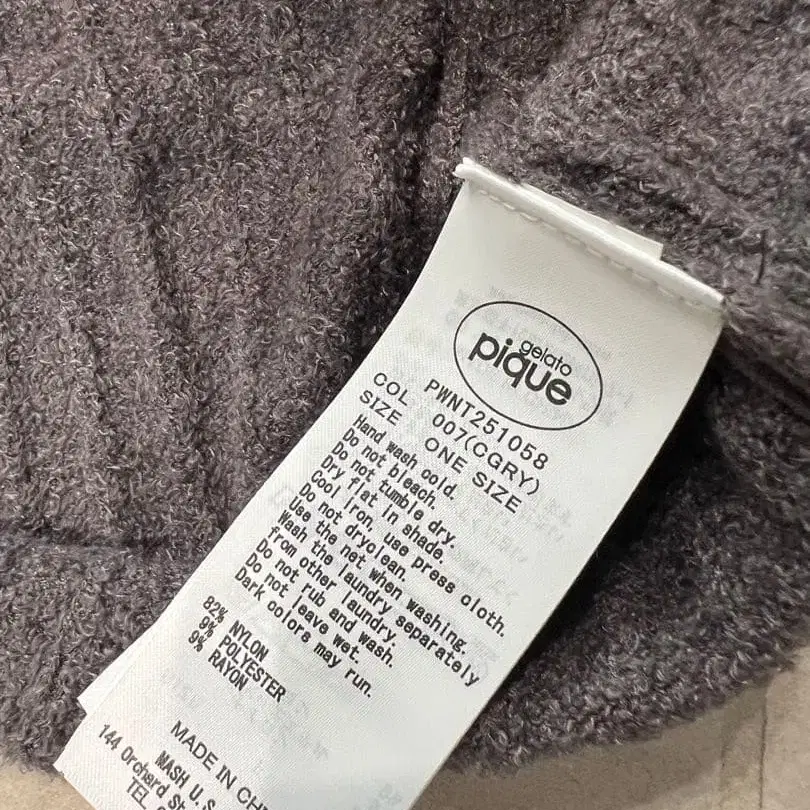 gelato
pique
PWNT251058
COL 007(CGRY)
SIZE ONE SIZE
Hand wash cold.
Do not bleach.
Do not tumble dry.
Dry flat in shade.
Cool iron, use press cloth.
Do not dryclean.
Use the net when washing.
Wash the laundry separately
from other laundry.
Do not rub and wash.
Do not leave wet.
Dark colors may run.
82% NYLON
9% POLYESTER
9% RAYON
MADE IN
MASH U.S
144 Orchard
TEL